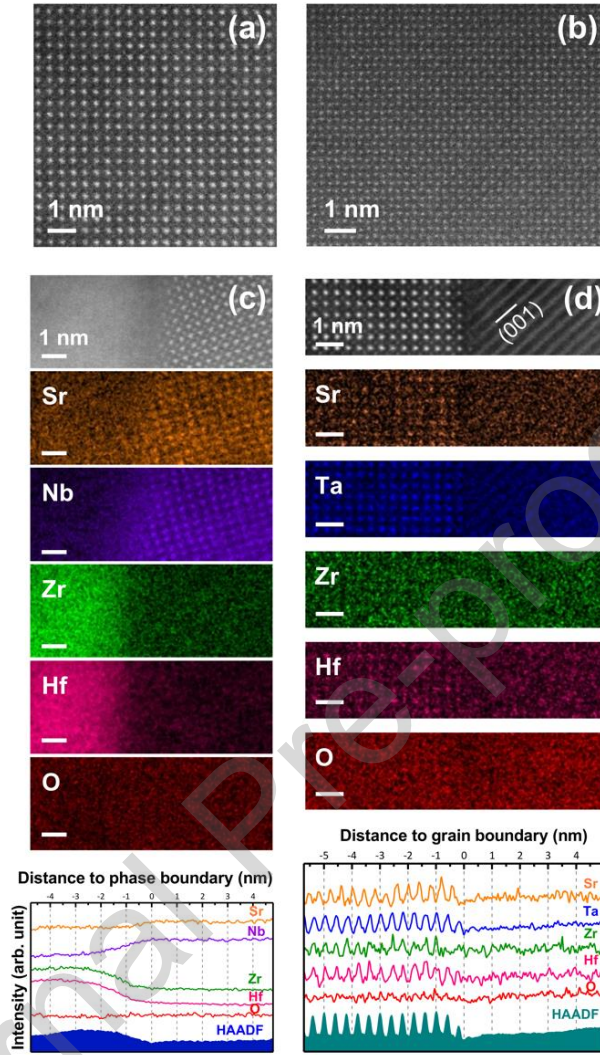 (a)
(b)
1 nm
1 nm
(c)
1 nm
Sr
Nb
Zr
Hf
O
(d)
1 nm
(001)
Sr
Ta
Zr
Hf
O
Distance to phase boundary (nm)
-4 -3 -2 -1 0 1 2 3 4
Intensity (arb. unit)
Sr
Nb
Zr
Hf
O
HAADF
Distance to grain boundary (nm)
-5 -4 -3 -2 -1 0 1 2 3 4
Sr
Ta
Zr
Hf
O
HAADF
nal Pre-proo